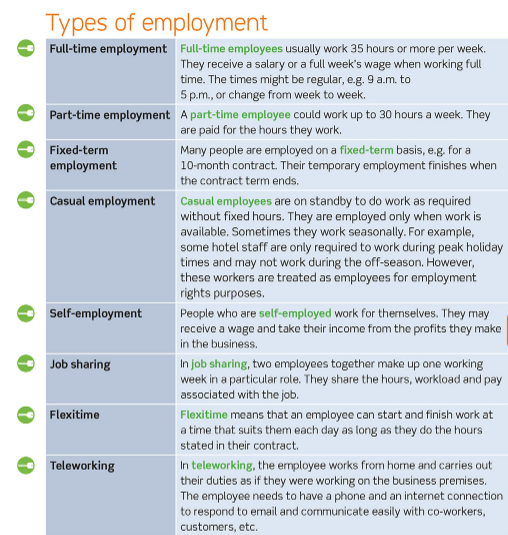 Types of employment
Full-time employment
Full-time employees usually work 35 hours or more per week.
They receive a salary or a full week's wage when working full
time. The times might be regular, e.g. 9 a.m. to
5 p.m., or change from week to week.
Part-time employment
A part-time employee could work up to 30 hours a week. They
are paid for the hours they work.
Fixed-term
employment
Many people are employed on a fixed-term basis, e.g. for a
10-month contract. Their temporary employment finishes when
the contract term ends.
Casual employment
Casual employees are on standby to do work as required
without fixed hours. They are employed only when work is
available. Sometimes they work seasonally. For example,
some hotel staff are only required to work during peak holiday
times and may not work during the off-season. However,
these workers are treated as employees for employment
rights purposes.
Self-employment
People who are self-employed work for themselves. They may
receive a wage and take their income from the profits they make
in the business.
Job sharing
In job sharing, two employees together make up one working
week in a particular role. They share the hours, workload and pay
associated with the job.
Flexitime
Flexitime means that an employee can start and finish work at
a time that suits them each day as long as they do the hours
stated in their contract.
Teleworking
In teleworking, the employee works from home and carries out
their duties as if they were working on the business premises.
The employee needs to have a phone and an internet connection
to respond to email and communicate easily with co-workers,
customers, etc.